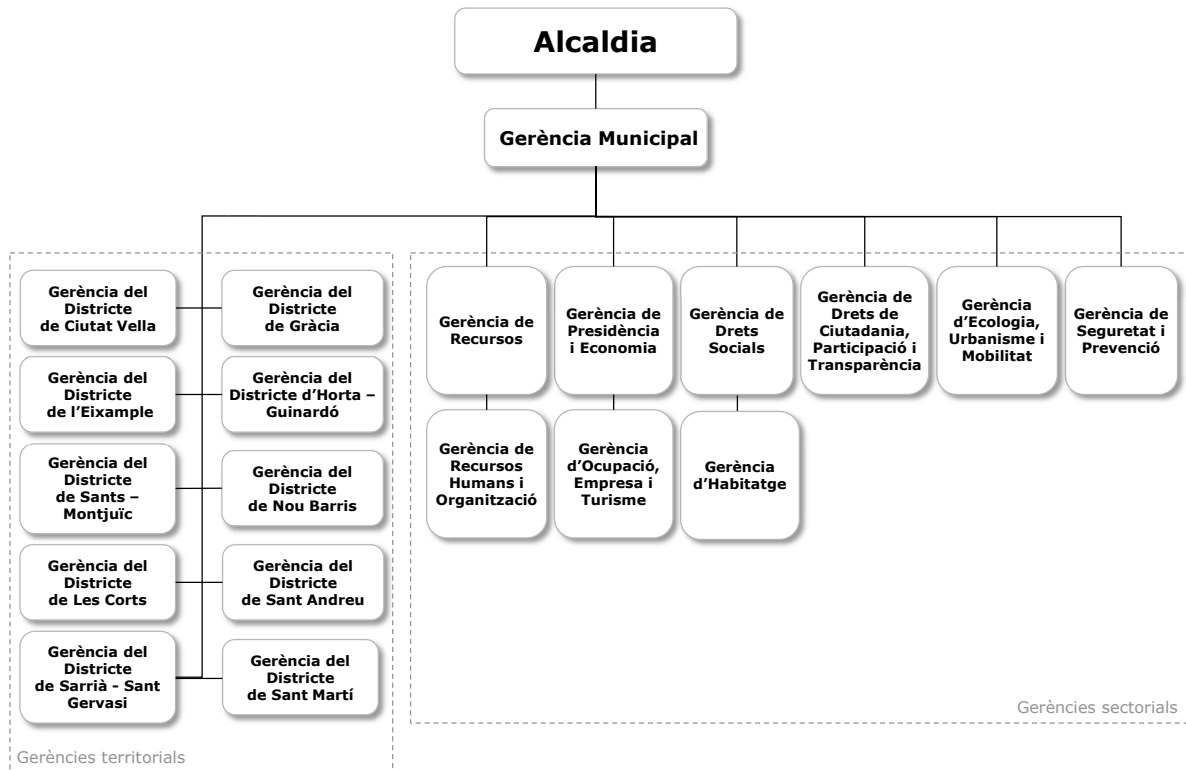 Alcaldia
Gerència Municipal
Gerència del
Districte
de Ciutat Vella
Gerència del
Districte
de Gràcia
Gerència del
Districte
de l'Eixample
Gerència del
Districte d'Horta –
Guinardó
Gerència del
Districte
de Sants –
Montjuïc
Gerència del
Districte
de Nou Barris
Gerència del
Districte
de Les Corts
Gerència del
Districte
de Sant Andreu
Gerència del
Districte
de Sarrià - Sant
Gervasi
Gerència del
Districte
de Sant Martí
Gerències territorials
Gerència de
Recursos
Gerència de
Presidència
i Economia
Gerència de
Drets
Socials
Gerència de
Drets de
Ciutadania,
Participació i
Transparència
Gerència
d'Ecologia,
Urbanisme i
Mobilitat
Gerència de
Seguretat i
Prevenció
Gerència de
Recursos
Humans i
Organització
Gerència
d'Ocupació,
Empresa i
Turisme
Gerència
d'Habitatge
Gerències sectorials